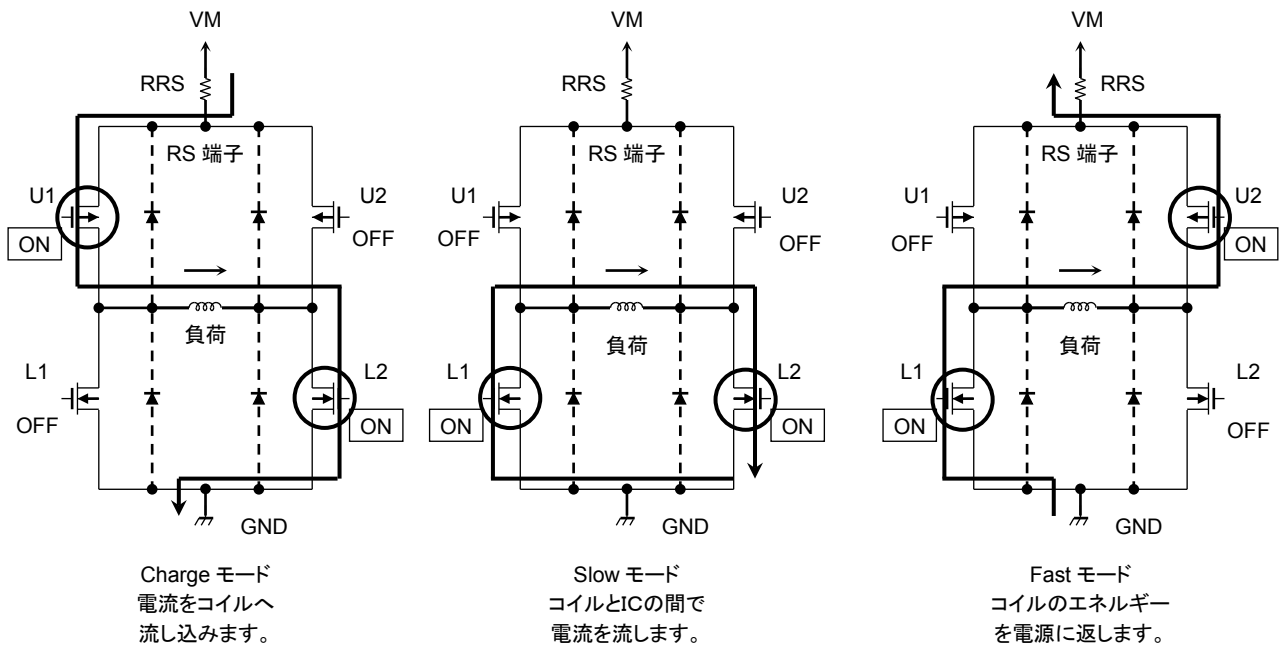 VM
RRS
RS 端子
U1
U2
ON
OFF
負荷
L1
L2
OFF
ON
GND
Charge モード
電流をコイルへ
流し込みます。
VM
RRS
RS 端子
U1
U2
OFF
OFF
負荷
L1
L2
ON
ON
GND
Slow モード
コイルとICの間で
電流を流します。
VM
RRS
RS 端子
U1
U2
OFF
ON
負荷
L1
L2
ON
OFF
GND
Fast モード
コイルのエネルギー
を電源に返します。